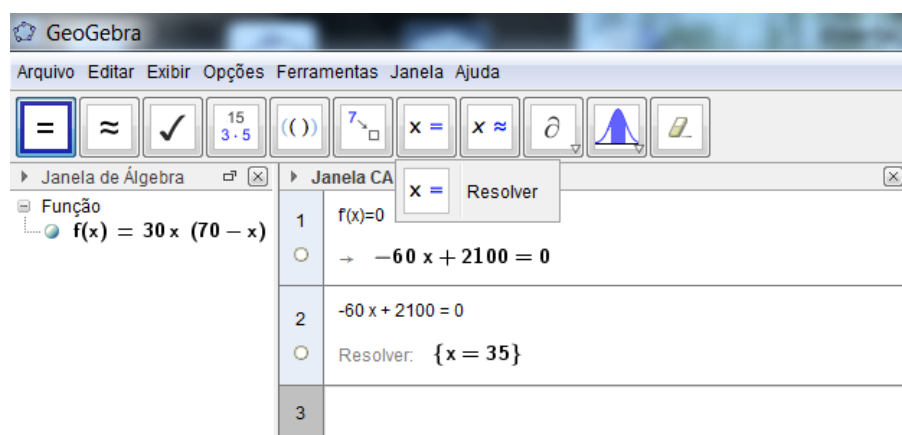 GeoGebra
Arquivo Editar Exibir Opções Ferramentas Janela Ajuda
= ≈ ✓ 15 3 · 5 (( )) 7 x = x ≈ ∂
Janela de Álgebra
Janela CA
x = Resolver
Função
f(x) = 30 x (70 − x)
1
f'(x)=0
→ −60 x + 2100 = 0
2
-60 x + 2100 = 0
Resolver: {x = 35}
3